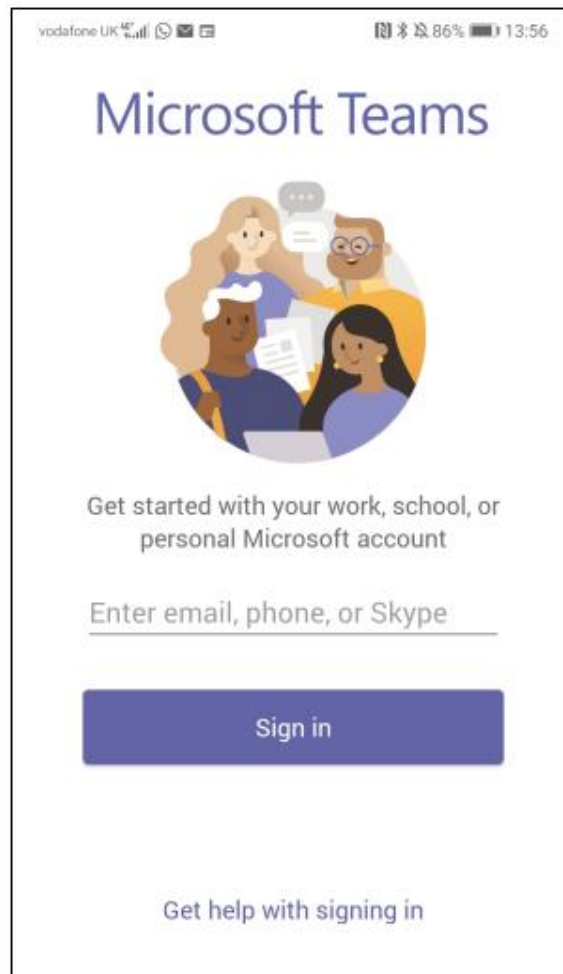 vodafone UK 86% 13:56
Microsoft Teams
Get started with your work, school, or
personal Microsoft account
Enter email, phone, or Skype
Sign in
Get help with signing in